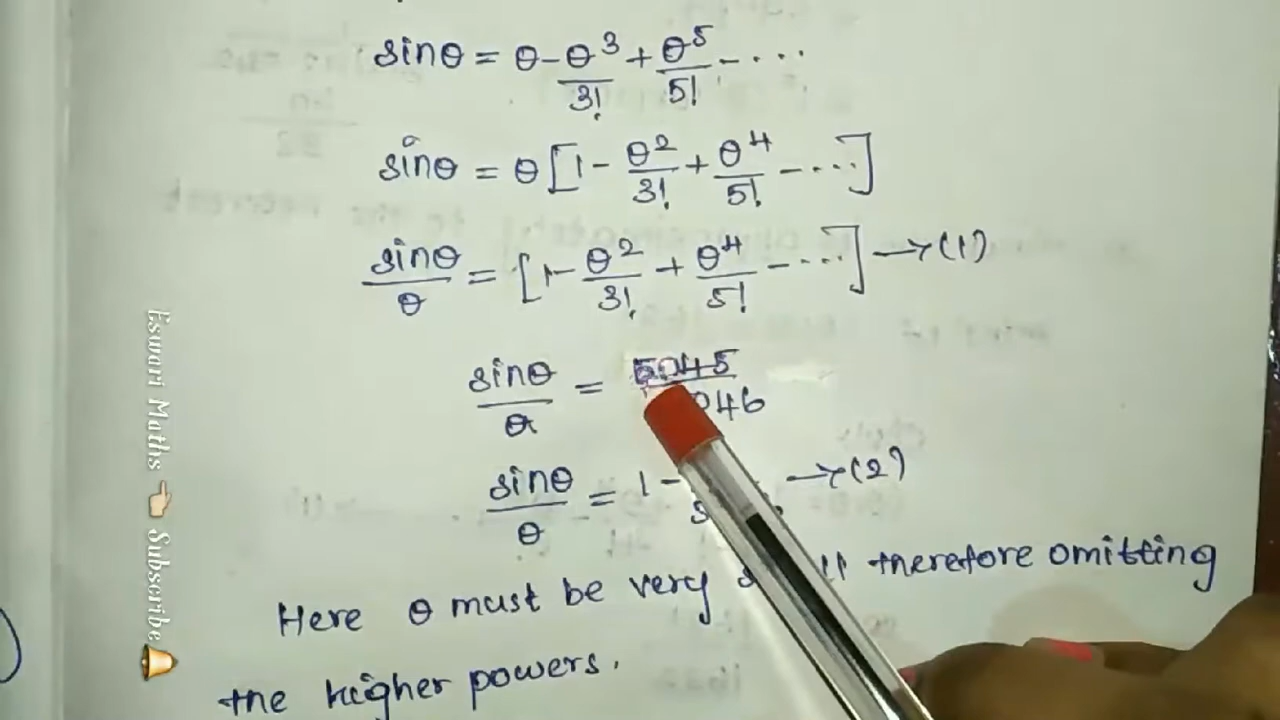 sinθ = θ - θ³/3! + θ⁵/5! - ....
sinθ = θ[1 - θ²/3! + θ⁴/5! - ....]
sinθ/θ = [1 - θ²/3! + θ⁴/5! - ....] → (1)
sinθ/θ = 5045/046
sinθ/θ = 1 - → (2)
Here θ must be very therefore omitting
the higher powers.
Eswari Maths 👈🏻 Subscribe 🔔